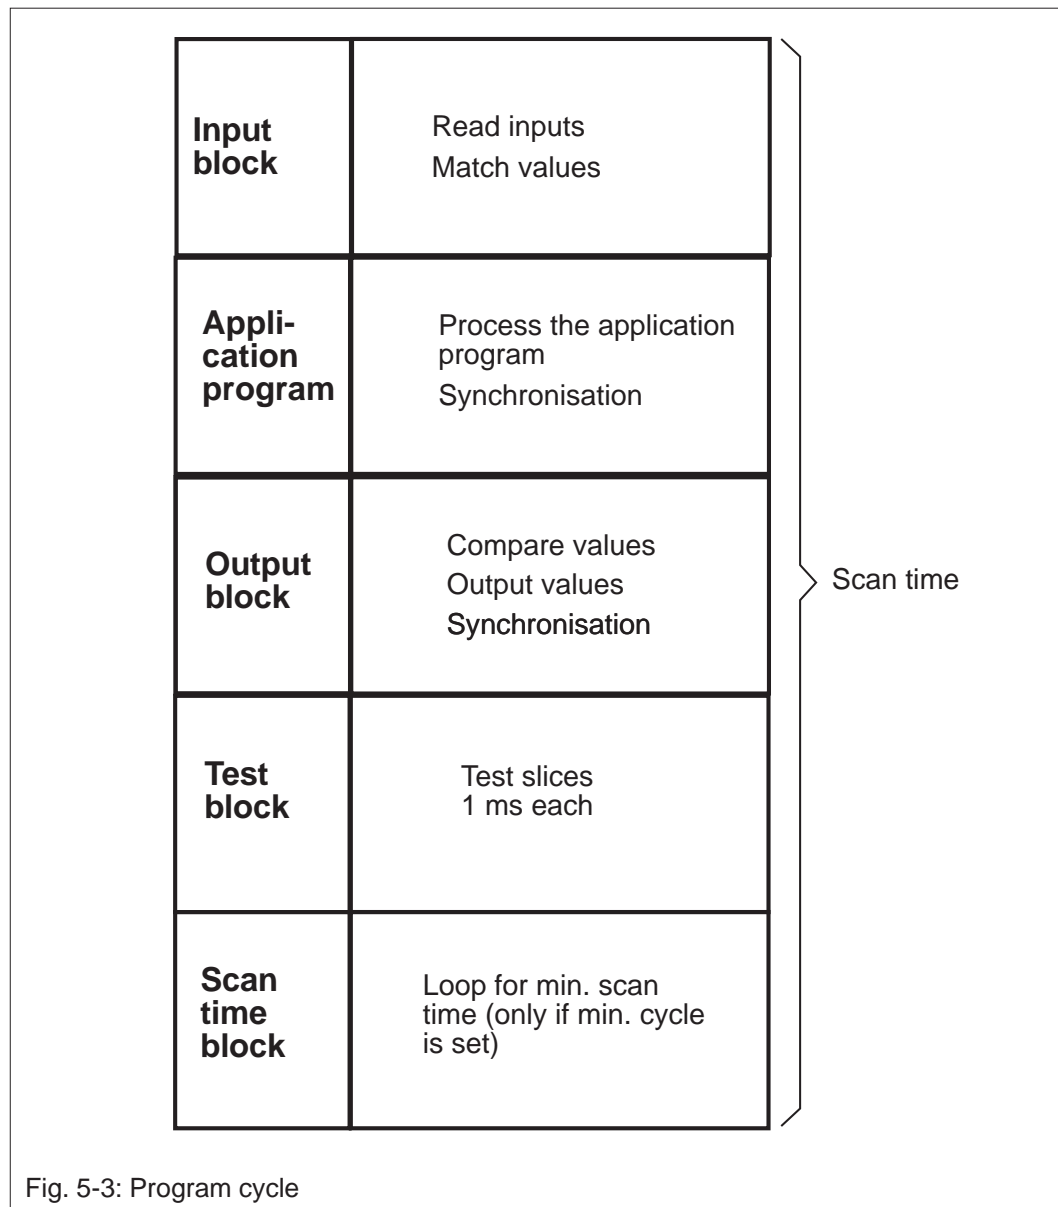 Input
block
Read inputs
Match values
Appli-
cation
program
Process the application
program
Synchronisation
Output
block
Compare values
Output values
Synchronisation
Scan time
Test
block
Test slices
1 ms each
Scan
time
block
Loop for min. scan
time (only if min. cycle
is set)
Fig. 5-3: Program cycle